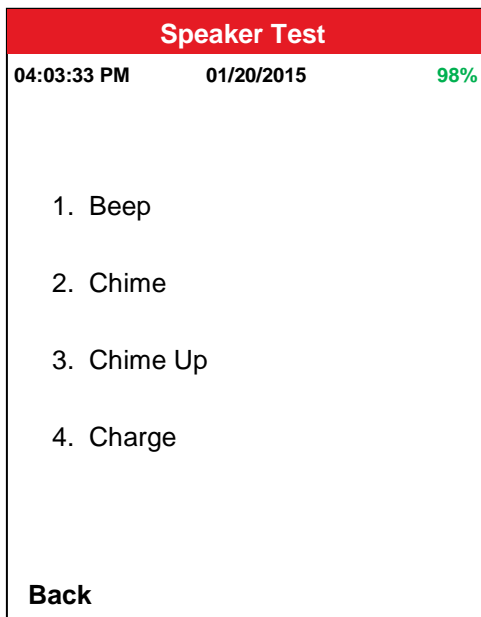 Speaker Test
04:03:33 PM 01/20/2015 98%
1. Beep
2. Chime
3. Chime Up
4. Charge
Back